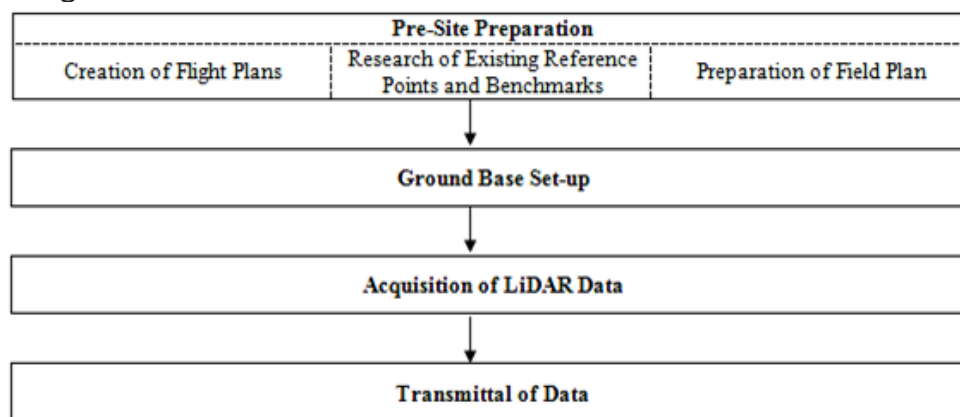 Pre-Site Preparation
Creation of Flight Plans
Research of Existing Reference
Points and Benchmarks
Preparation of Field Plan
Ground Base Set-up
Acquisition of LiDAR Data
Transmittal of Data